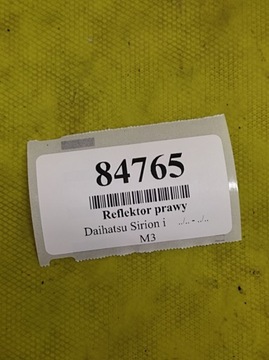 84765
Reflektor prawy
Daihatsu Sirion i ../.. - ../..
M3